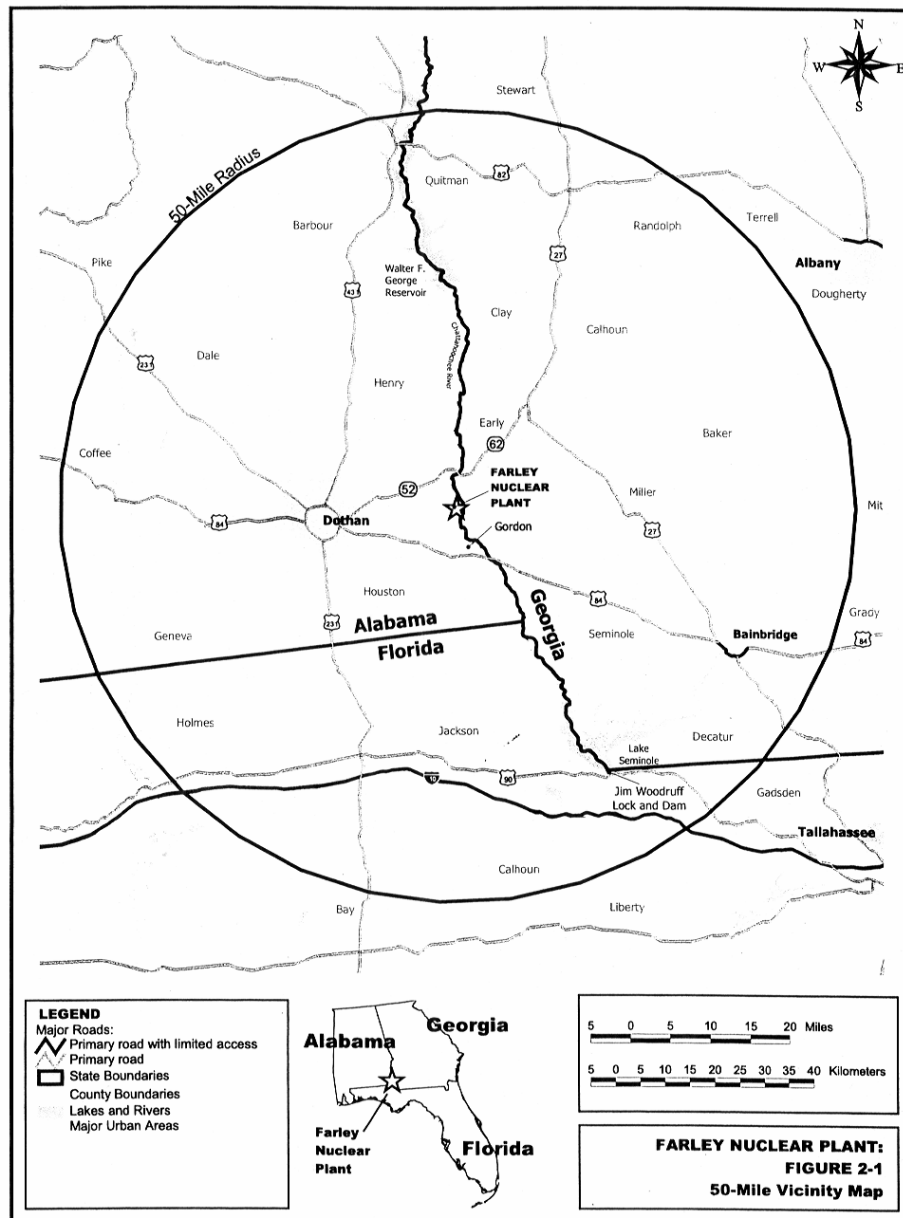 N
W
E
S
Stewart
50-Mile Radius
Quitman
82
Barbour
Randolph
Terrell
27
Pike
Albany
Walter F.
George
Reservoir
431
Dougherty
Clay
Chattahoochee River
Calhoun
Dale
231
Henry
Early
62
Baker
Coffee
FARLEY
NUCLEAR
PLANT
52
Miller
84
Dothan
27
Mit
Gordon
Houston
84
Georgia
Grady
231
Alabama
Seminole
Bainbridge
84
Geneva
Florida
Holmes
Jackson
Decatur
Lake
Seminole
10
90
Jim Woodruff
Lock and Dam
Gadsden
Tallahassee
Calhoun
Bay
Liberty
LEGEND
Major Roads:
Primary road with limited access
Primary road
State Boundaries
County Boundaries
Lakes and Rivers
Major Urban Areas
Alabama
Georgia
Farley
Nuclear
Plant
Florida
5 0 5 10 15 20 Miles
5 0 5 10 15 20 25 30 35 40 Kilometers
FARLEY NUCLEAR PLANT:
FIGURE 2-1
50-Mile Vicinity Map